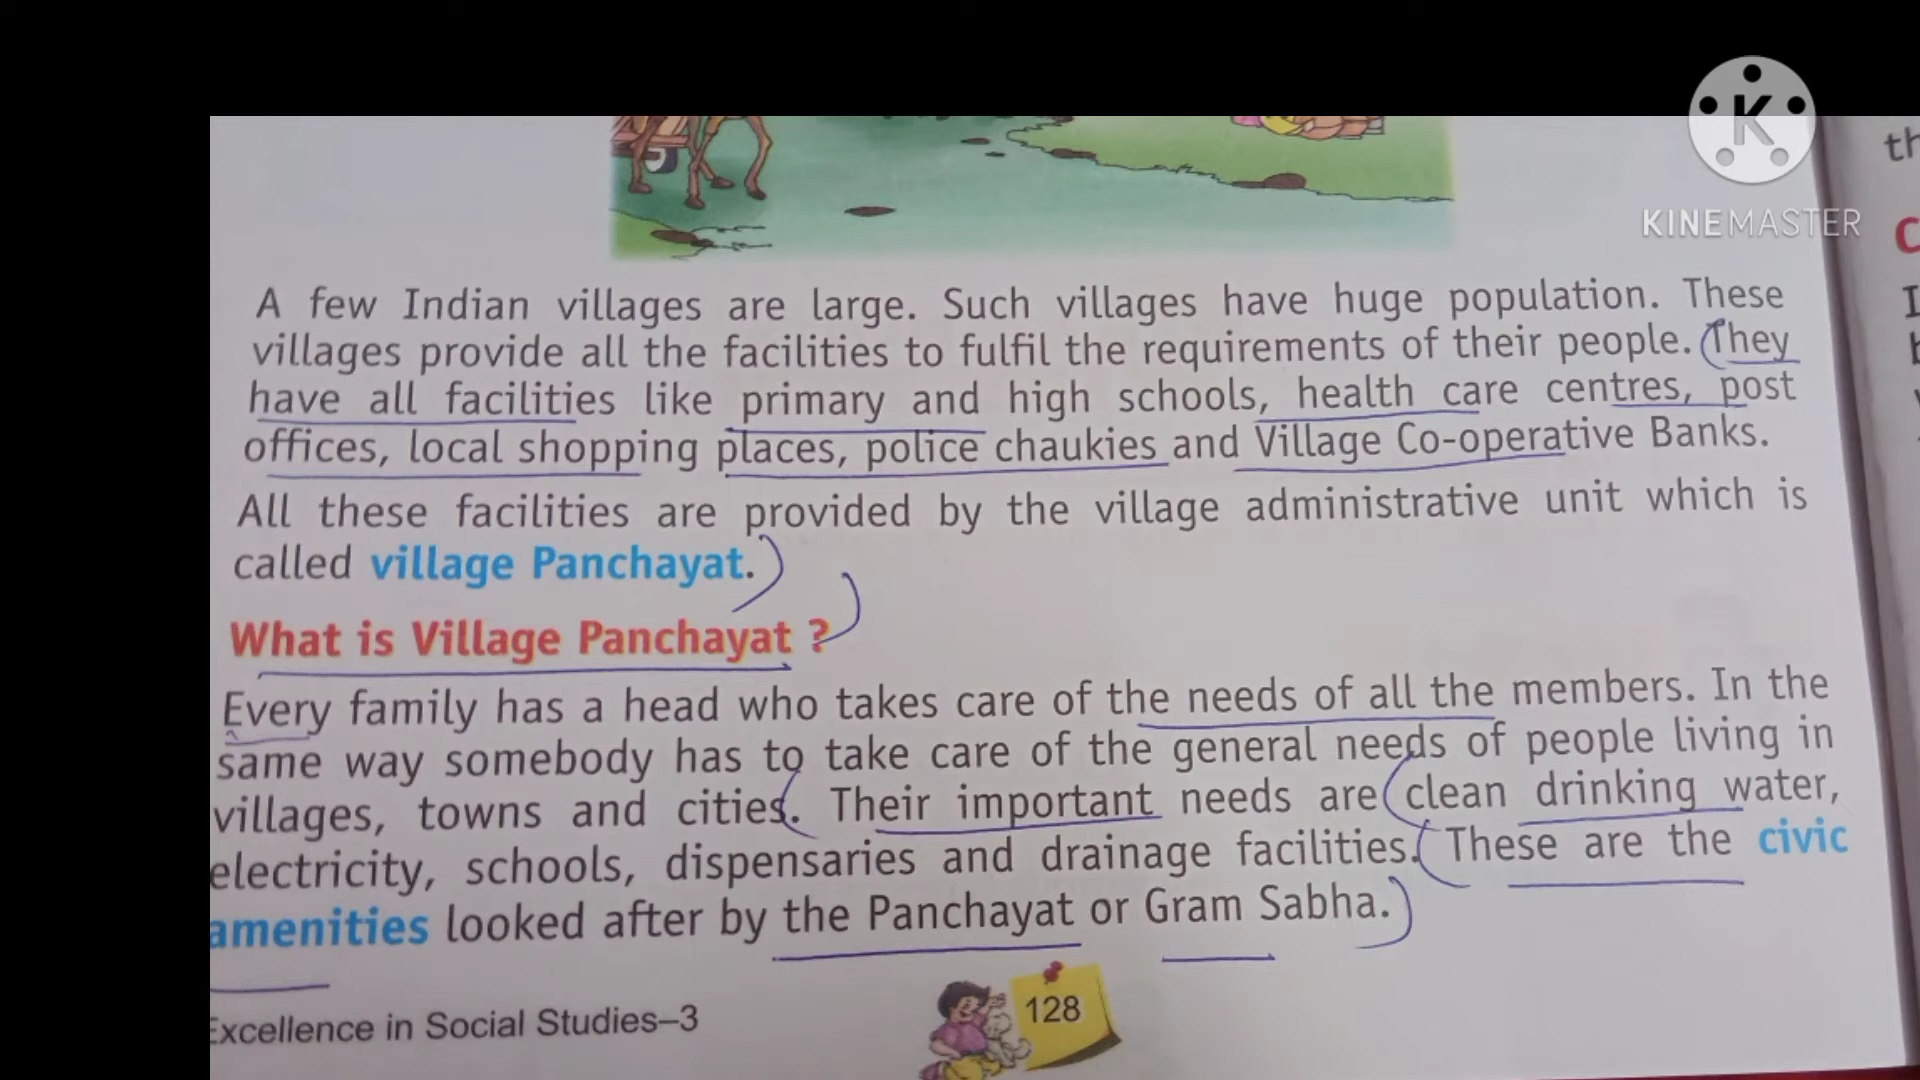 KINEMASTER
A few Indian villages are large. Such villages have huge population. These
villages provide all the facilities to fulfil the requirements of their people. They
have all facilities like primary and high schools, health care centres, post
offices, local shopping places, police chaukies and Village Co-operative Banks.
All these facilities are provided by the village administrative unit which is
called village Panchayat.
What is Village Panchayat ?
Every family has a head who takes care of the needs of all the members. In the
same way somebody has to take care of the general needs of people living in
villages, towns and cities. Their important needs are clean drinking water,
electricity, schools, dispensaries and drainage facilities. These are the civic
amenities looked after by the Panchayat or Gram Sabha.
Excellence in Social Studies–3
128